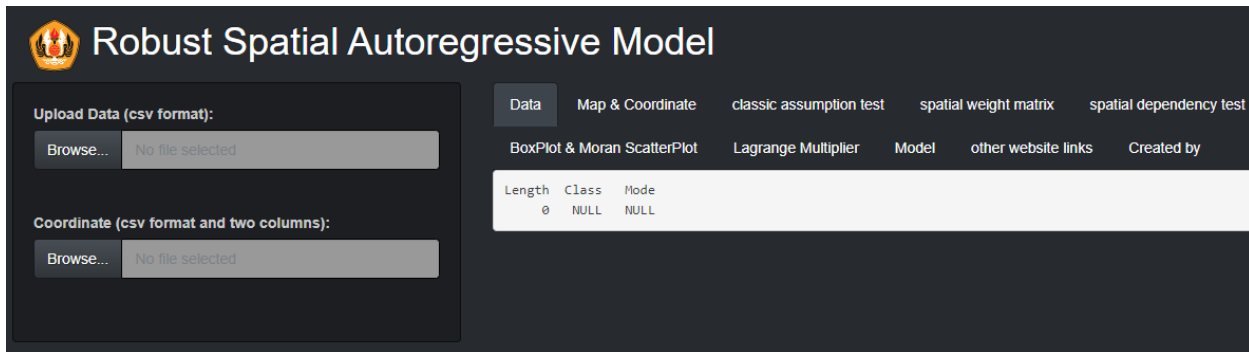 Robust Spatial Autoregressive Model
Upload Data (csv format):
Browse... No file selected
Coordinate (csv format and two columns):
Browse... No file selected
Data Map & Coordinate classic assumption test spatial weight matrix spatial dependency test
BoxPlot & Moran ScatterPlot Lagrange Multiplier Model other website links Created by
Length Class Mode
0 NULL NULL